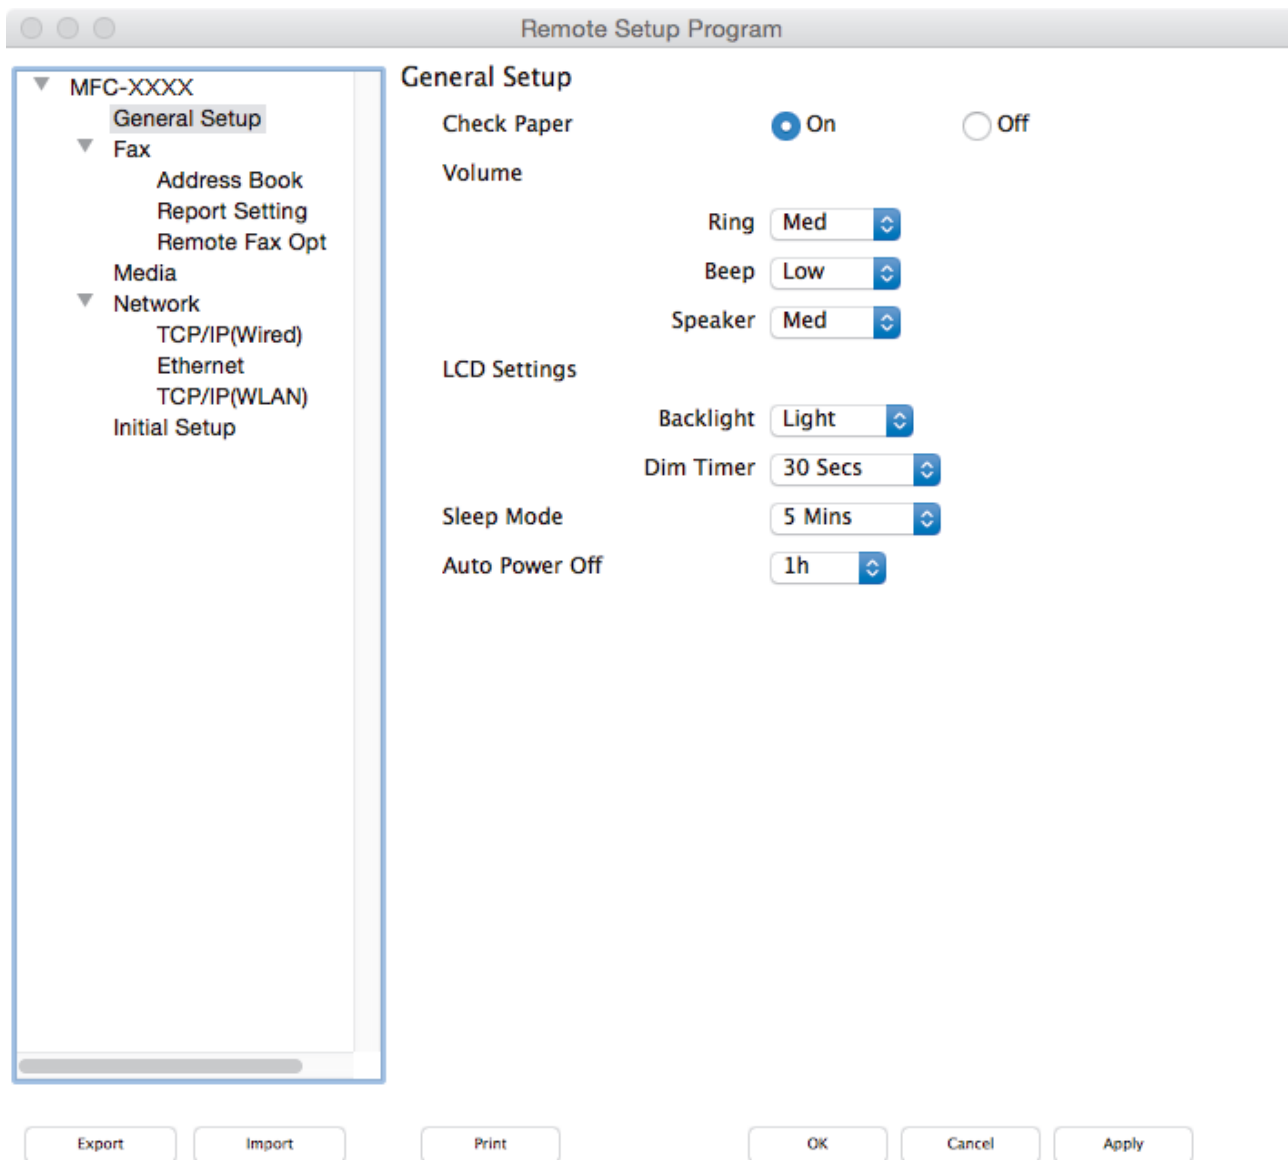 Remote Setup Program
MFC-XXXX
General Setup
Fax
Address Book
Report Setting
Remote Fax Opt
Media
Network
TCP/IP(Wired)
Ethernet
TCP/IP(WLAN)
Initial Setup
General Setup
Check Paper On Off
Volume
Ring Med
Beep Low
Speaker Med
LCD Settings
Backlight Light
Dim Timer 30 Secs
Sleep Mode 5 Mins
Auto Power Off 1h
Export Import Print OK Cancel Apply